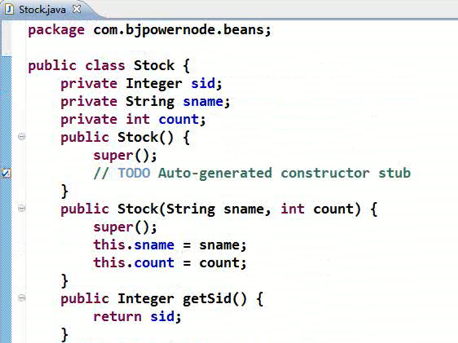 Stock.java
package com.bjpowernode.beans;
public class Stock {
    private Integer sid;
    private String sname;
    private int count;
    public Stock() {
        super();
        // TODO Auto-generated constructor stub
    }
    public Stock(String sname, int count) {
        super();
        this.sname = sname;
        this.count = count;
    }
    public Integer getSid() {
        return sid;
    }